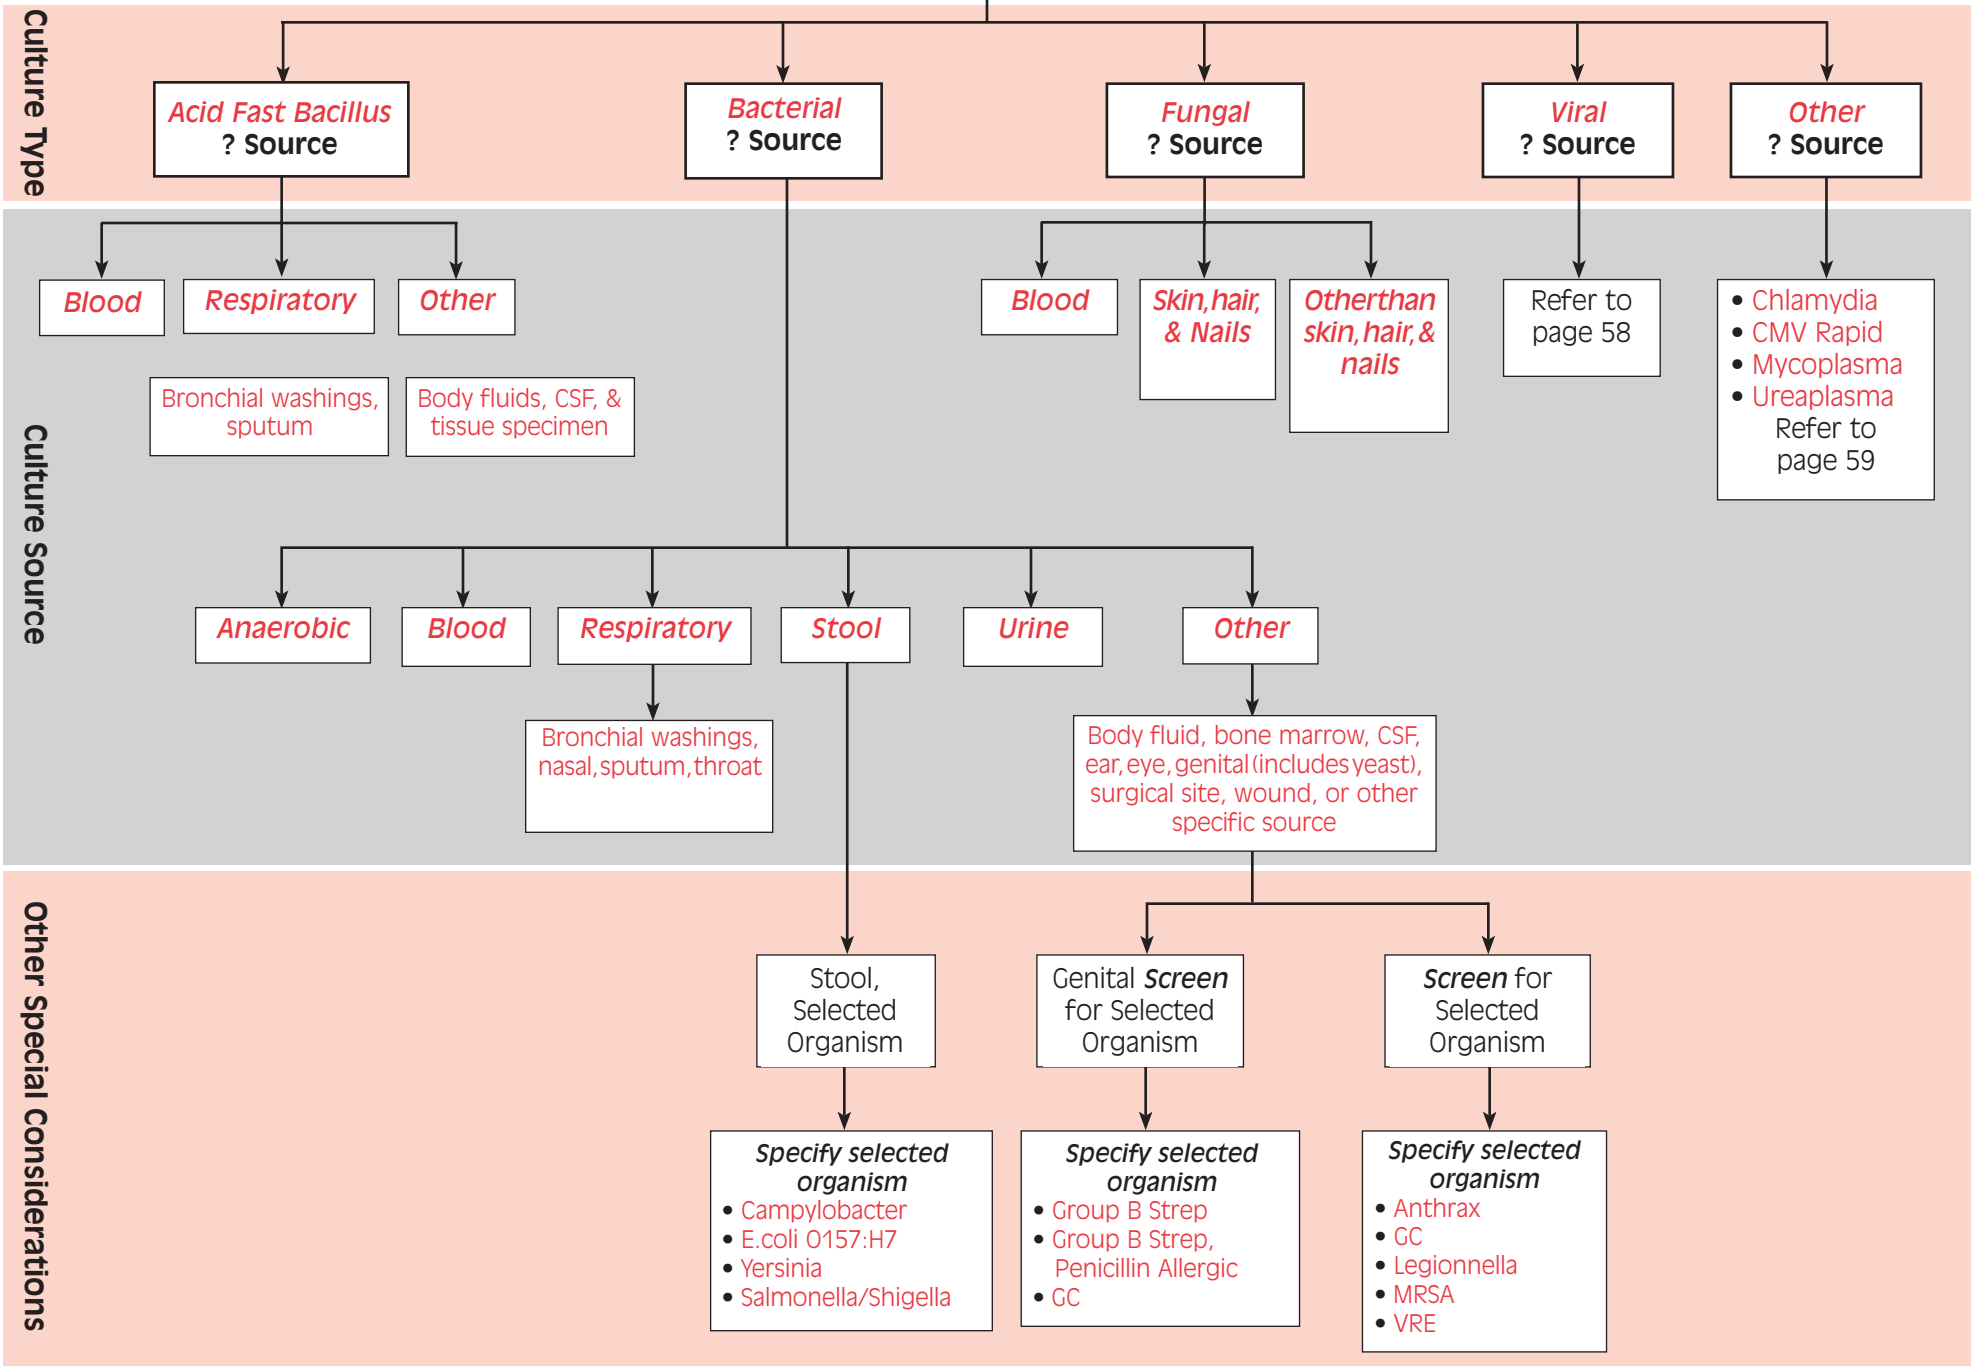 Culture Type
Acid Fast Bacillus
? Source
Bacterial
? Source
Fungal
? Source
Viral
? Source
Other
? Source
Culture Source
Blood
Respiratory
Other
Bronchial washings,
sputum
Body fluids, CSF, &
tissue specimen
Blood
Skin,hair,
& Nails
Otherthan
skin,hair,&
nails
Refer to
page 58
• Chlamydia
• CMV Rapid
• Mycoplasma
• Ureaplasma
Refer to
page 59
Anaerobic
Blood
Respiratory
Stool
Urine
Other
Bronchial washings,
nasal,sputum,throat
Body fluid, bone marrow, CSF,
ear,eye,genital(includes yeast),
surgical site, wound, or other
specific source
Other Special Considerations
Stool,
Selected
Organism
Genital Screen
for Selected
Organism
Screen for
Selected
Organism
Specify selected
organism
• Campylobacter
• E.coli 0157:H7
• Yersinia
• Salmonella/Shigella
Specify selected
organism
• Group B Strep
• Group B Strep,
Penicillin Allergic
• GC
Specify selected
organism
• Anthrax
• GC
• Legionnella
• MRSA
• VRE